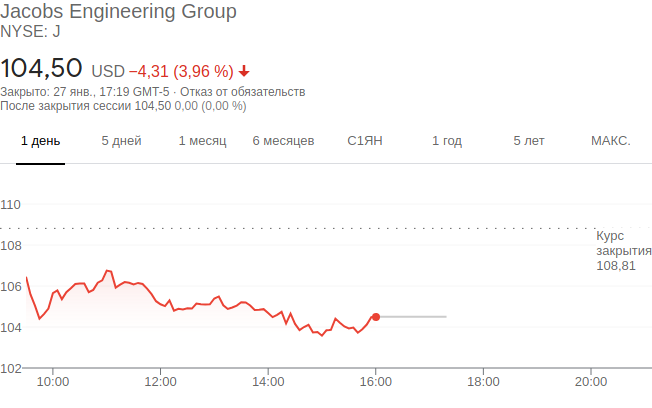 Jacobs Engineering Group
NYSE: J
104,50 USD −4,31 (3,96 %)
Закрыто: 27 янв., 17:19 GMT-5 · Отказ от обязательств
После закрытия сессии 104,50 0,00 (0,00 %)
1 день 5 дней 1 месяц 6 месяцев С1ЯН 1 год 5 лет МАКС.
110
Курс
108
закрытия
108,81
106
104
102
10:00 12:00 14:00 16:00 18:00 20:00